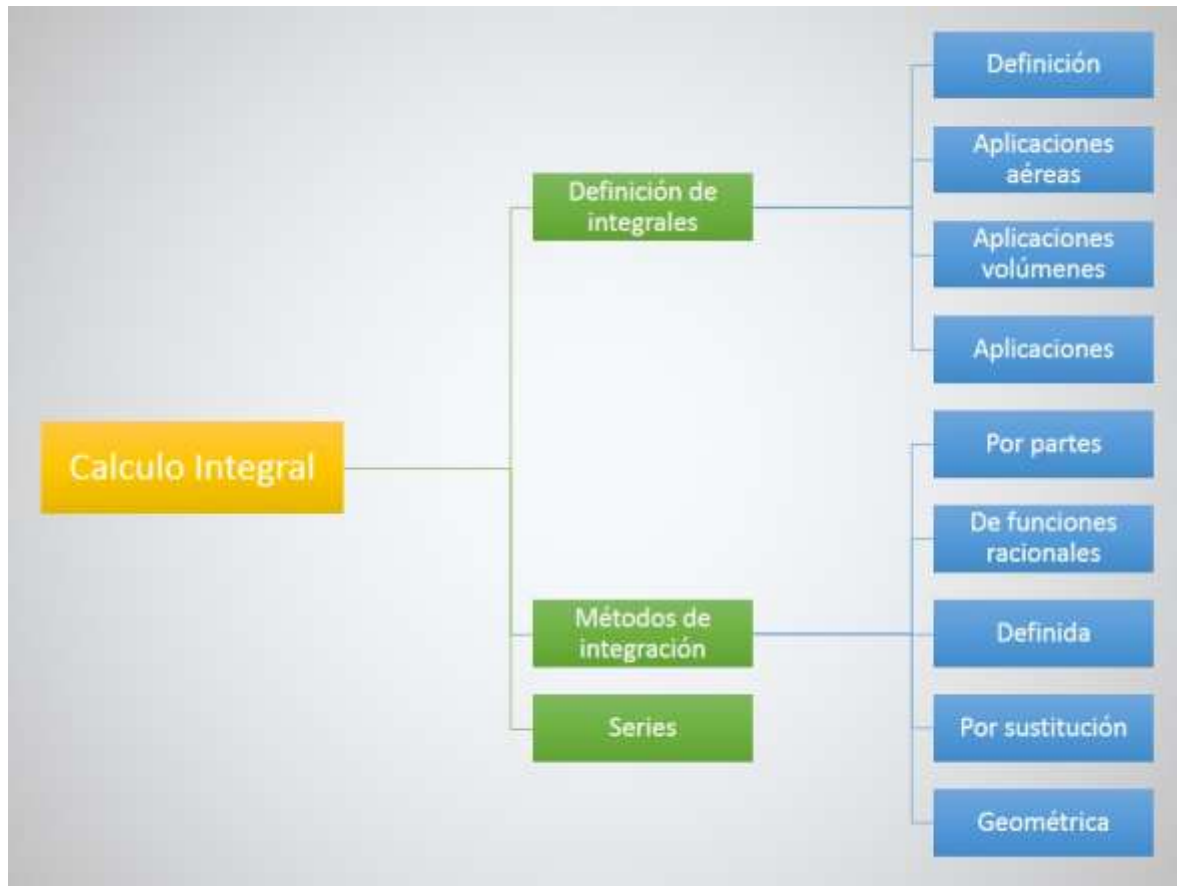 Calculo Integral
Definición de
integrales
Definición
Aplicaciones
aéreas
Aplicaciones
volúmenes
Aplicaciones
Métodos de
integración
Por partes
De funciones
racionales
Definida
Por sustitución
Geométrica
Series